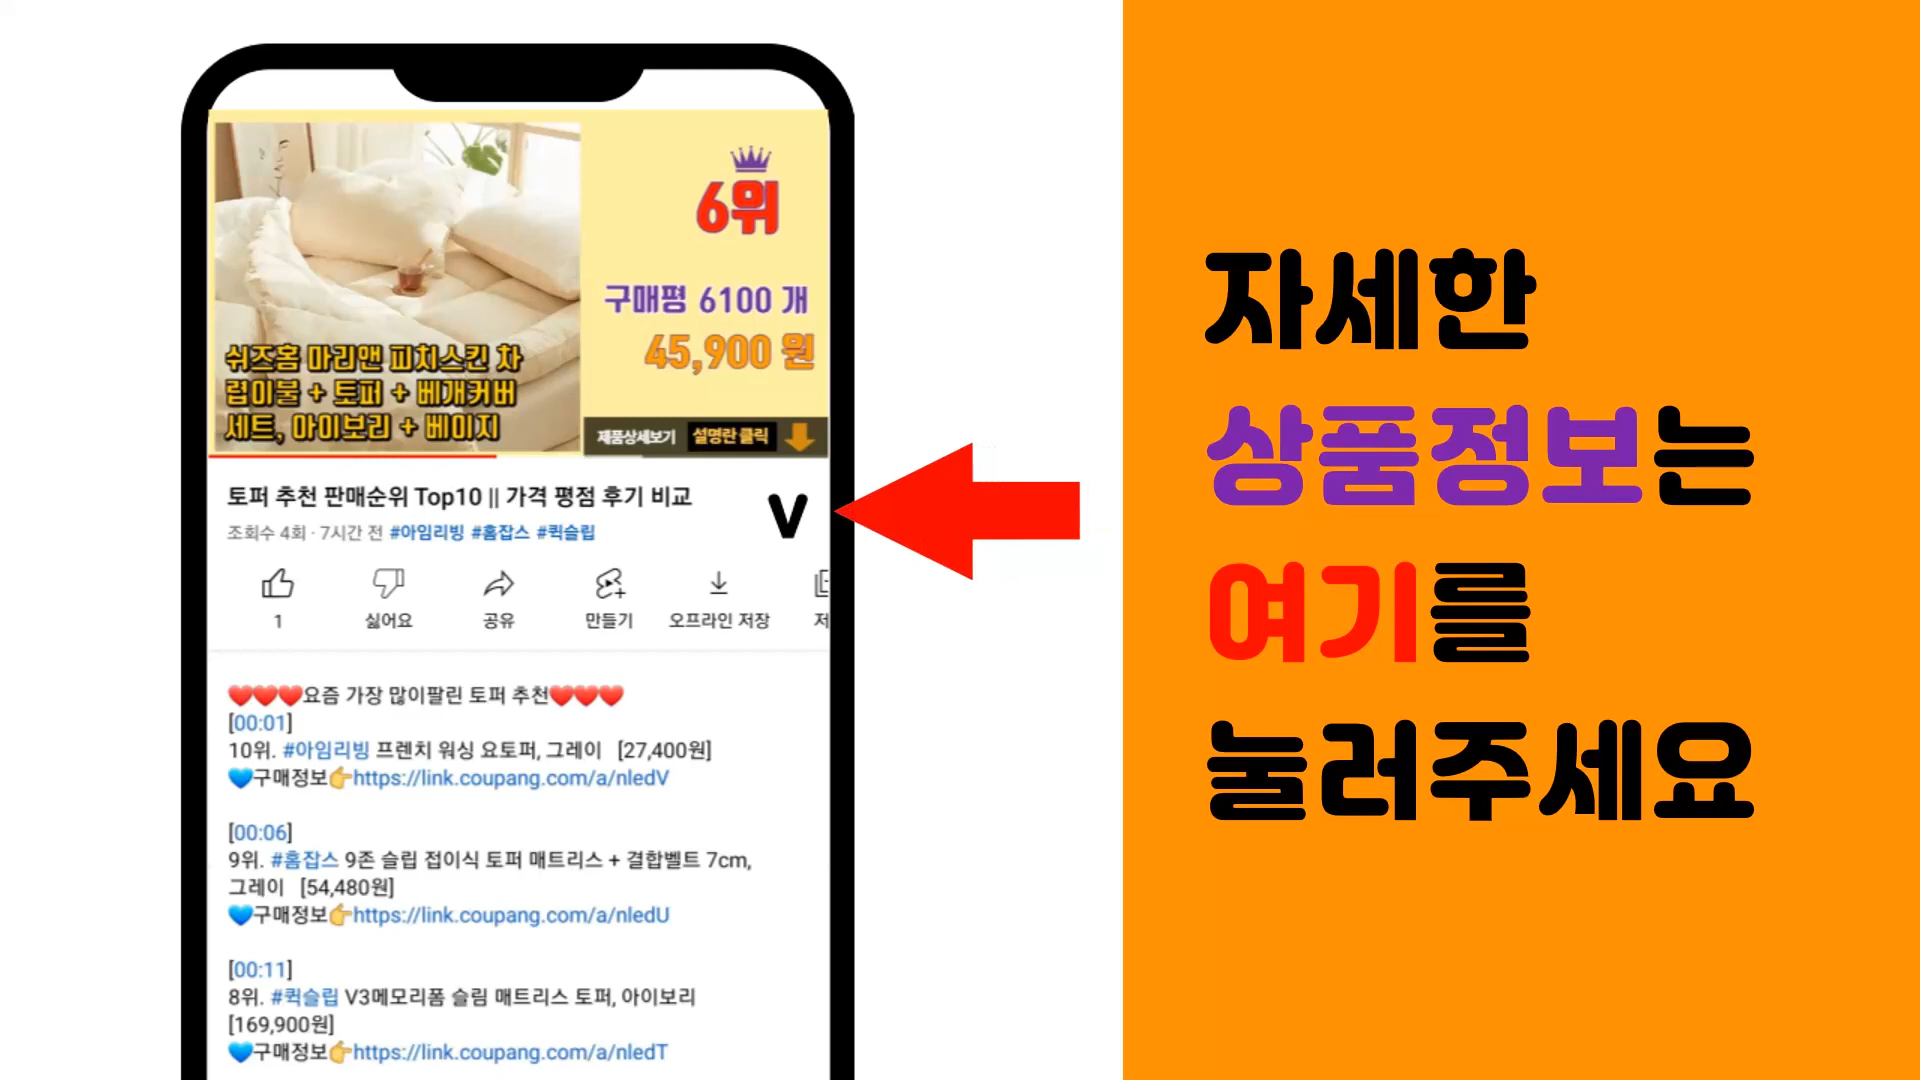 6위
구매평 6100 개
45,900 원
쉬즈홈 마리앤 피치스킨 차
렵이불 + 토퍼 + 베개커버
세트, 아이보리 + 베이지
제품상세보기 설명란 클릭
토퍼 추천 판매순위 Top10 || 가격 평점 후기 비교
V
조회수 4회 · 7시간 전 #아임리빙 #홈잡스 #퀵슬립
1 싫어요 공유 만들기 오프라인 저장 저
❤️❤️❤️요즘 가장 많이팔린 토퍼 추천❤️❤️❤️
[00:01]
10위. #아임리빙 프렌치 워싱 요토퍼, 그레이 [27,400원]
💙구매정보👉https://link.coupang.com/a/nledV
[00:06]
9위. #홈잡스 9존 슬립 접이식 토퍼 매트리스 + 결합벨트 7cm,
그레이 [54,480원]
💙구매정보👉https://link.coupang.com/a/nledU
[00:11]
8위. #퀵슬립 V3메모리폼 슬림 매트리스 토퍼, 아이보리
[169,900원]
💙구매정보👉https://link.coupang.com/a/nledT
자세한
상품정보는
여기를
눌러주세요